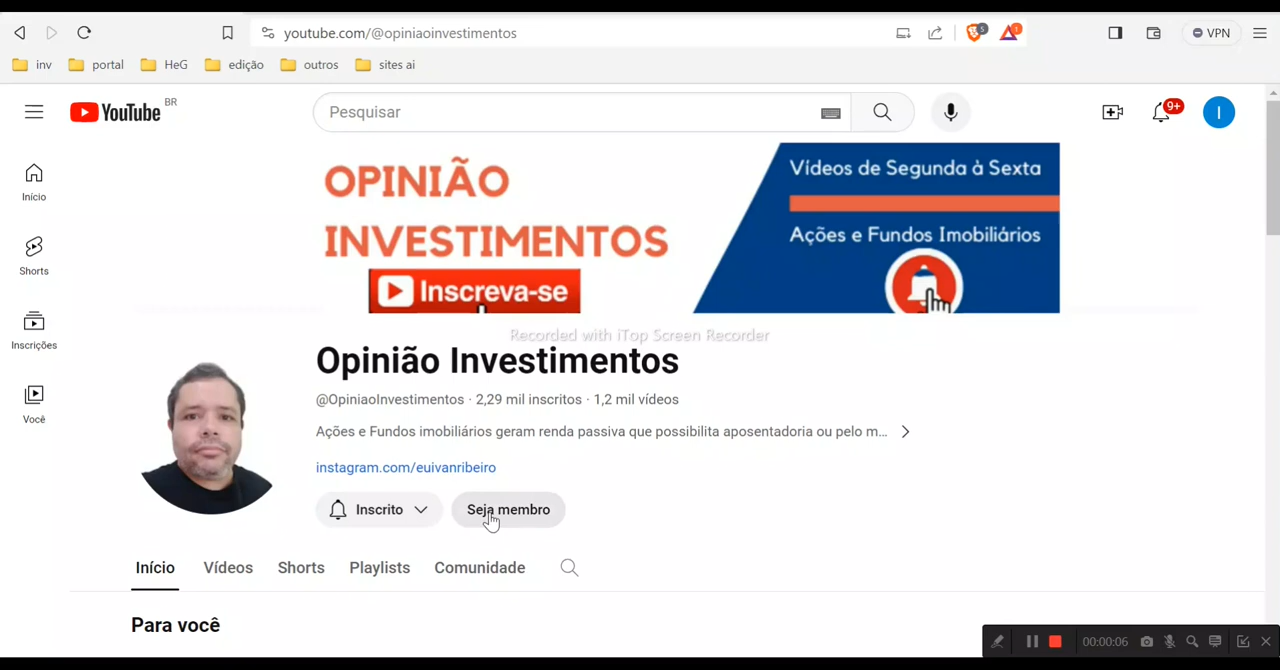 youtube.com/@opiniaoinvestimentos
5
1
VPN
inv
portal
HeG
edição
outros
sites ai
YouTube
BR
Pesquisar
9+
I
Início
Shorts
Inscrições
Você
OPINIÃO
INVESTIMENTOS
Inscreva-se
Vídeos de Segunda à Sexta
Ações e Fundos Imobiliários
Recorded with iTop Screen Recorder
Opinião Investimentos
@OpiniaoInvestimentos · 2,29 mil inscritos · 1,2 mil vídeos
Ações e Fundos imobiliários geram renda passiva que possibilita aposentadoria ou pelo m...
instagram.com/euivanribeiro
Inscrito
Seja membro
Início
Vídeos
Shorts
Playlists
Comunidade
Para você
00:00:06